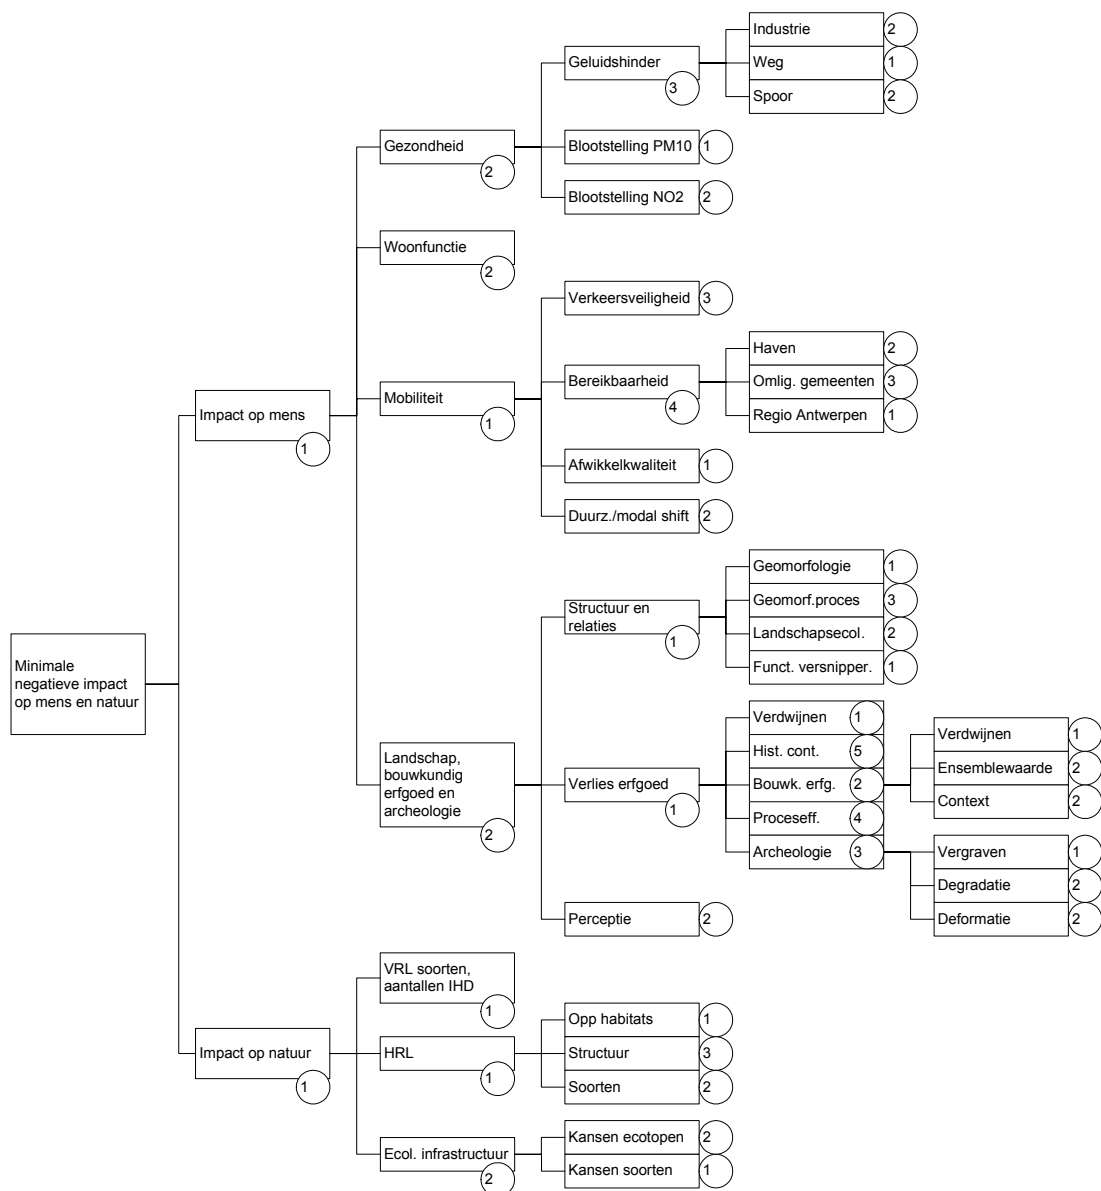 Minimale
negatieve impact
op mens en natuur
Impact op mens
1
Gezondheid
2
Geluidshinder
3
Industrie 2
Weg 1
Spoor 2
Blootstelling PM10 1
Blootstelling NO2 2
Woonfunctie
2
Mobiliteit
1
Verkeersveiligheid 3
Bereikbaarheid
4
Haven 2
Omlig. gemeenten 3
Regio Antwerpen 1
Afwikkelkwaliteit 1
Duurz./modal shift 2
Landschap,
bouwkundig
erfgoed en
archeologie
2
Structuur en
relaties
1
Geomorfologie 1
Geomorf.proces 3
Landschapsecol. 2
Funct. versnipper. 1
Verlies erfgoed
1
Verdwijnen 1
Hist. cont. 5
Bouwk. erfg. 2
Verdwijnen 1
Ensemblewaarde 2
Context 2
Proceseff. 4
Archeologie 3
Vergraven 1
Degradatie 2
Deformatie 2
Perceptie 2
Impact op natuur
1
VRL soorten,
aantallen IHD
1
HRL
1
Opp habitats 1
Structuur 3
Soorten 2
Ecol. infrastructuur
2
Kansen ecotopen 2
Kansen soorten 1